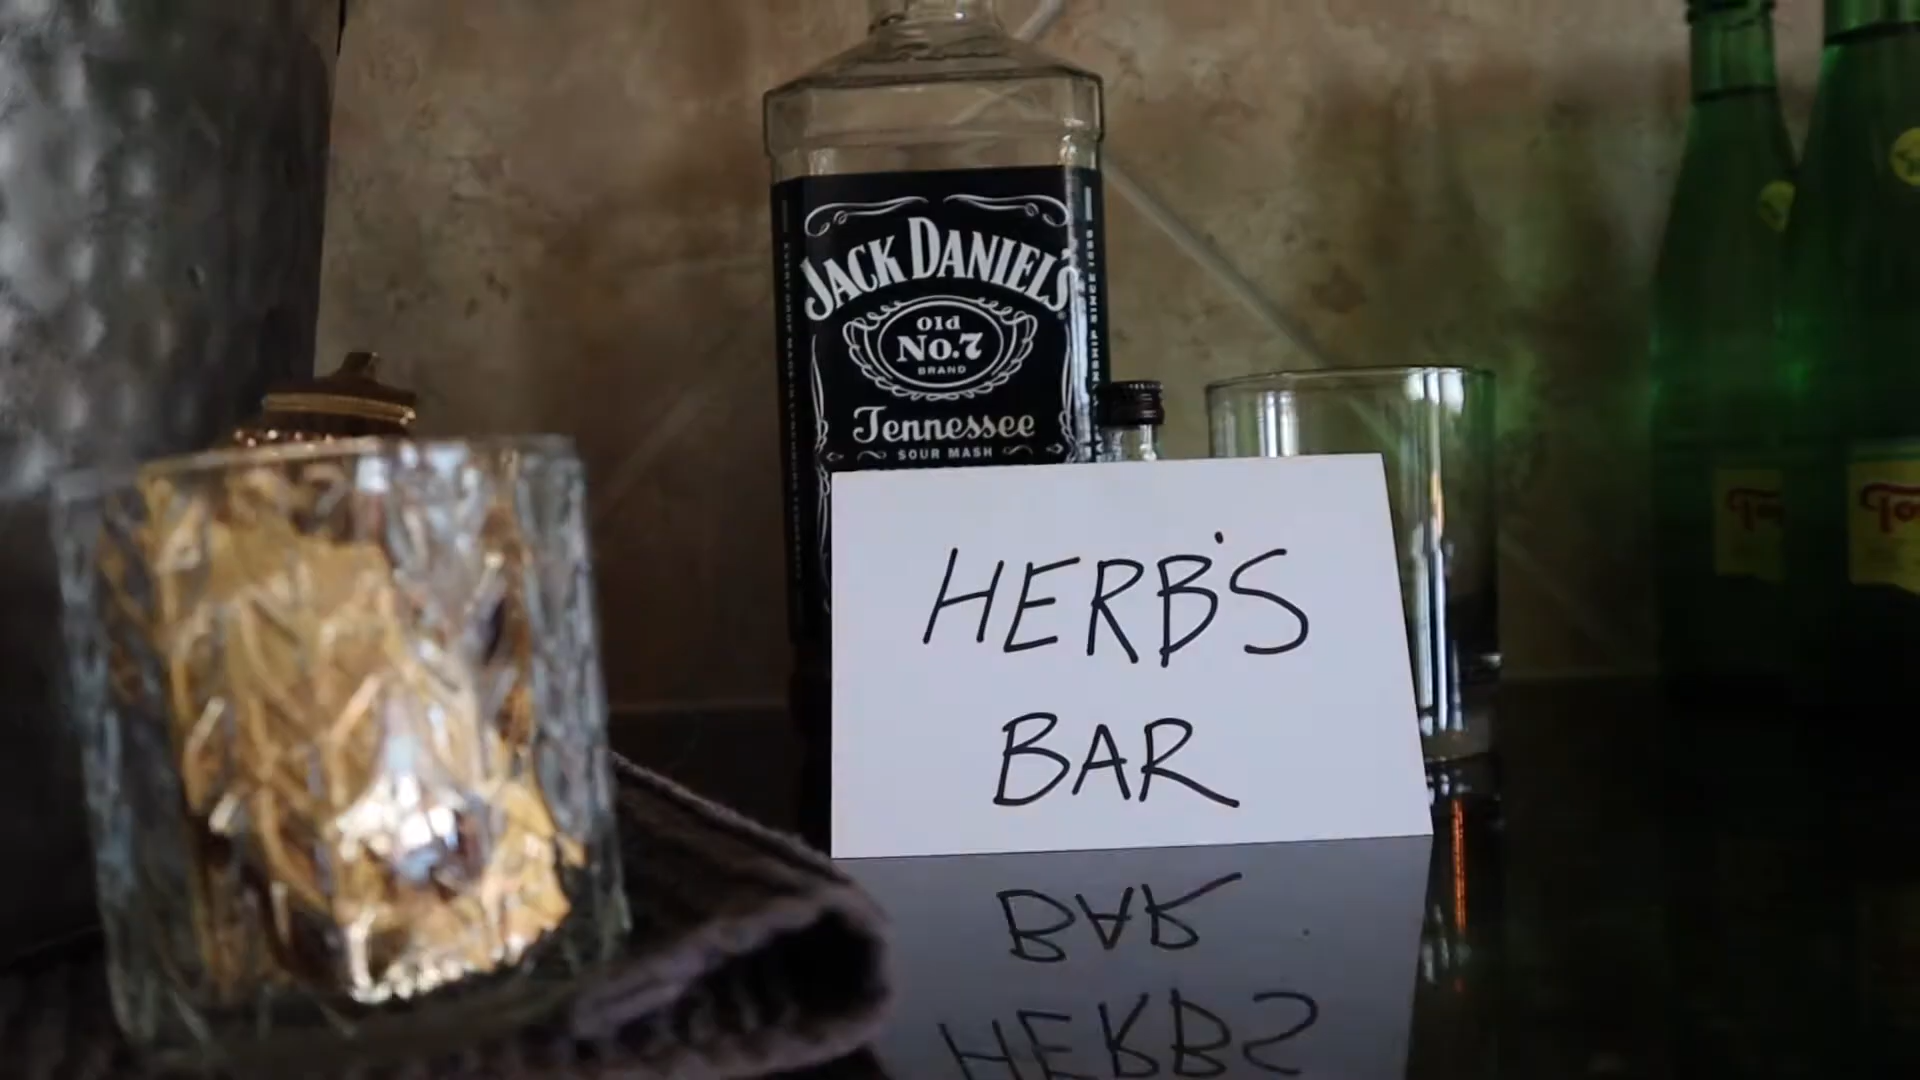 JACK DANIEL'S
Old
No.7
BRAND
Tennessee
SOUR MASH
HERB'S
BAR